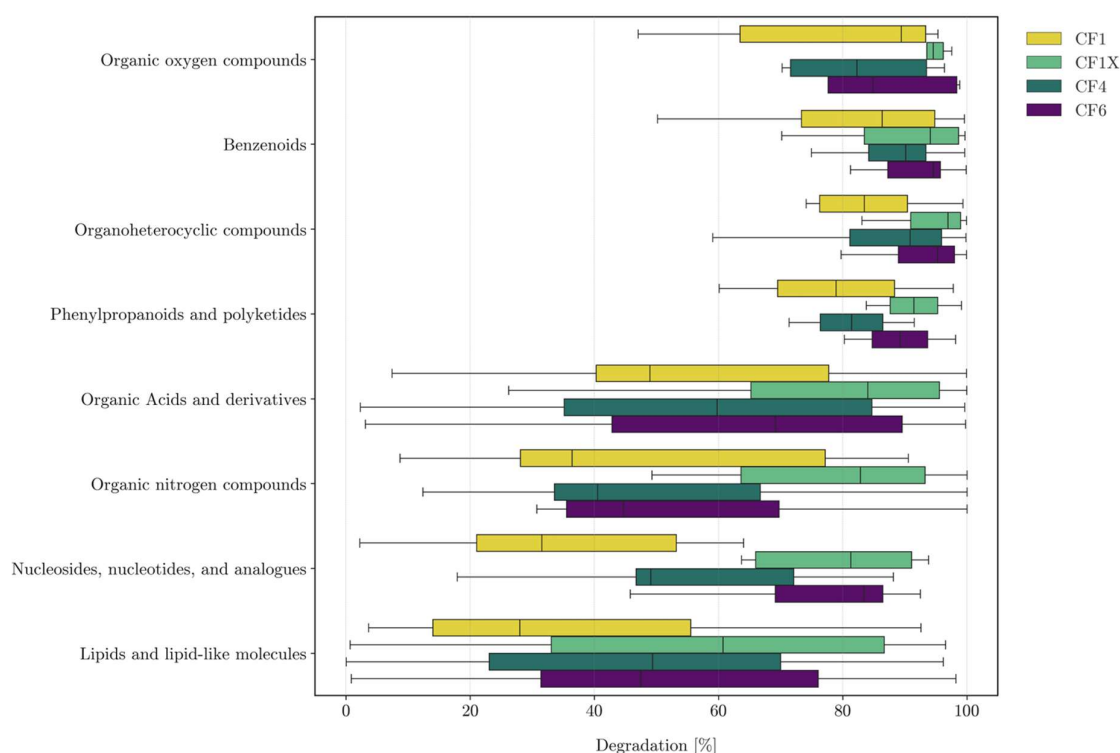 Organic oxygen compounds
Benzenoids
Organoheterocyclic compounds
Phenylpropanoids and polyketides
Organic Acids and derivatives
Organic nitrogen compounds
Nucleosides, nucleotides, and analogues
Lipids and lipid-like molecules
0 20 40 60 80 100
Degradation [%]
CF1
CF1X
CF4
CF6